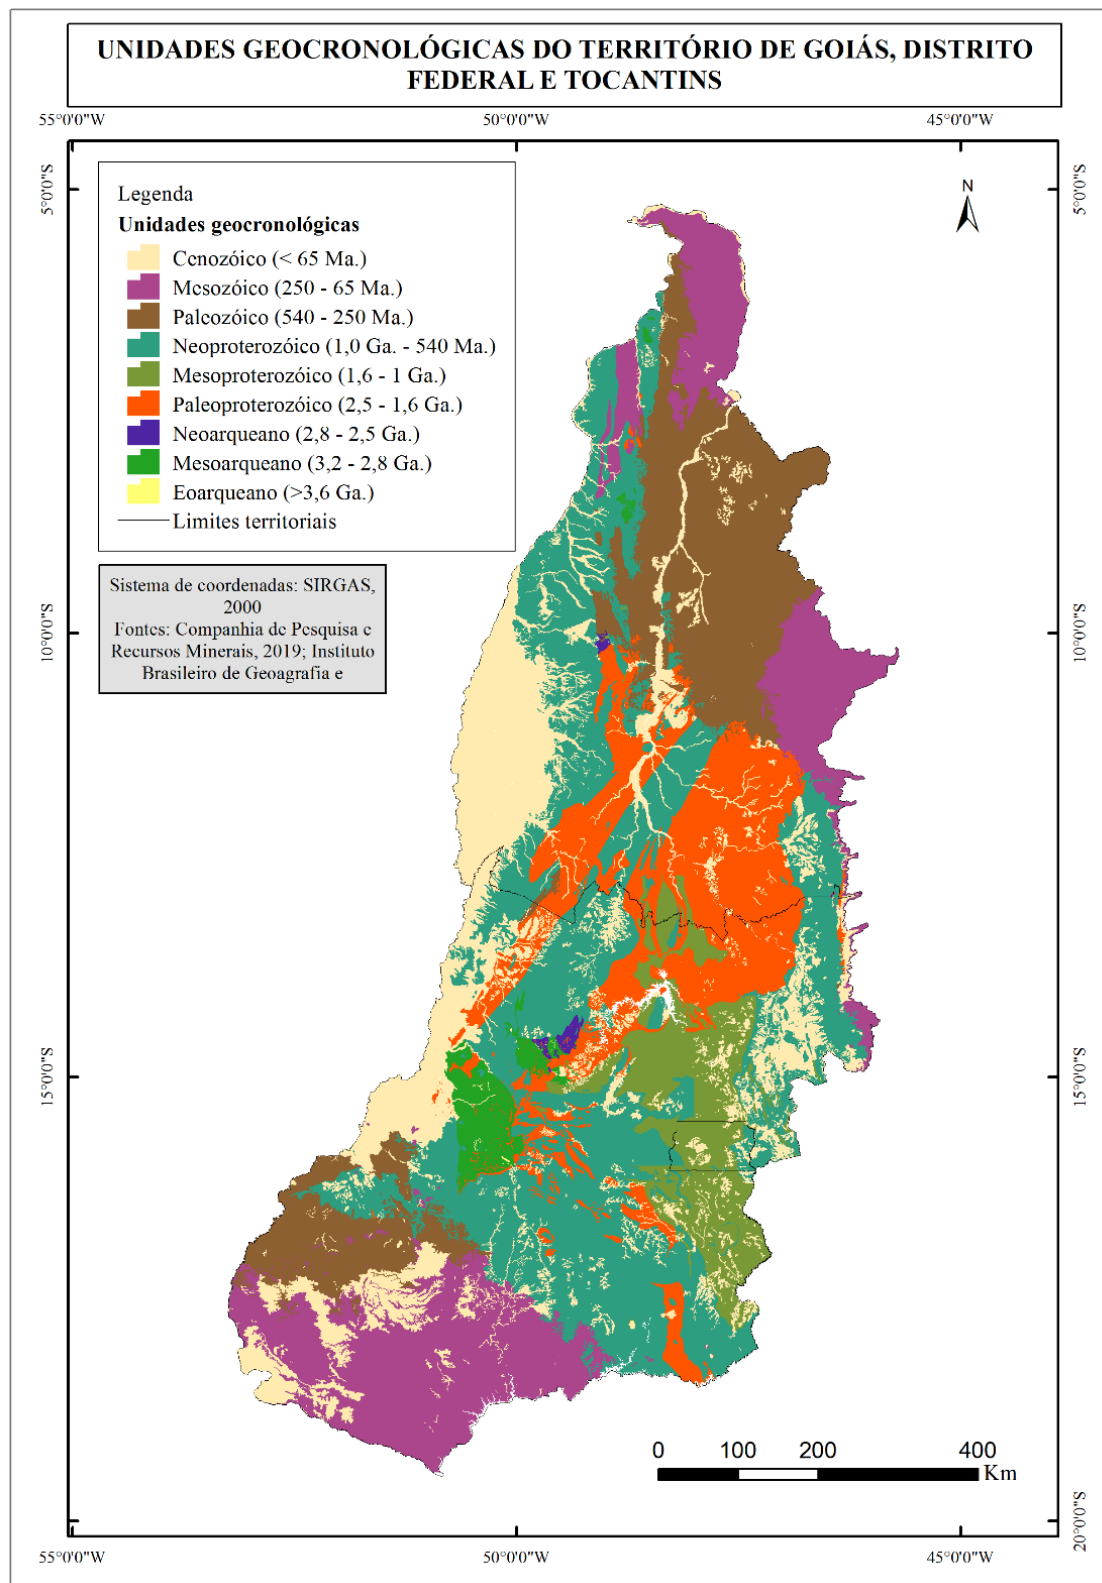 UNIDADES GEOCRONOLÓGICAS DO TERRITÓRIO DE GOIÁS, DISTRITO
FEDERAL E TOCANTINS
55°0'0"W
50°0'0"W
45°0'0"W
5°0'0"S
5°0'0"S
N
Legenda
Unidades geocronológicas
Cenozóico (< 65 Ma.)
Mesozóico (250 - 65 Ma.)
Paleozóico (540 - 250 Ma.)
Neoproterozóico (1,0 Ga. - 540 Ma.)
Mesoproterozóico (1,6 - 1 Ga.)
Paleoproterozóico (2,5 - 1,6 Ga.)
Neoarqueano (2,8 - 2,5 Ga.)
Mesoarqueano (3,2 - 2,8 Ga.)
Eoarqueano (>3,6 Ga.)
Limites territoriais
Sistema de coordenadas: SIRGAS,
2000
Fontes: Companhia de Pesquisa e
Recursos Minerais, 2019; Instituto
Brasileiro de Geoagrafia e
10°0'0"S
10°0'0"S
15°0'0"S
15°0'0"S
0 100 200 400
Km
20°0'0"S
55°0'0"W
50°0'0"W
45°0'0"W